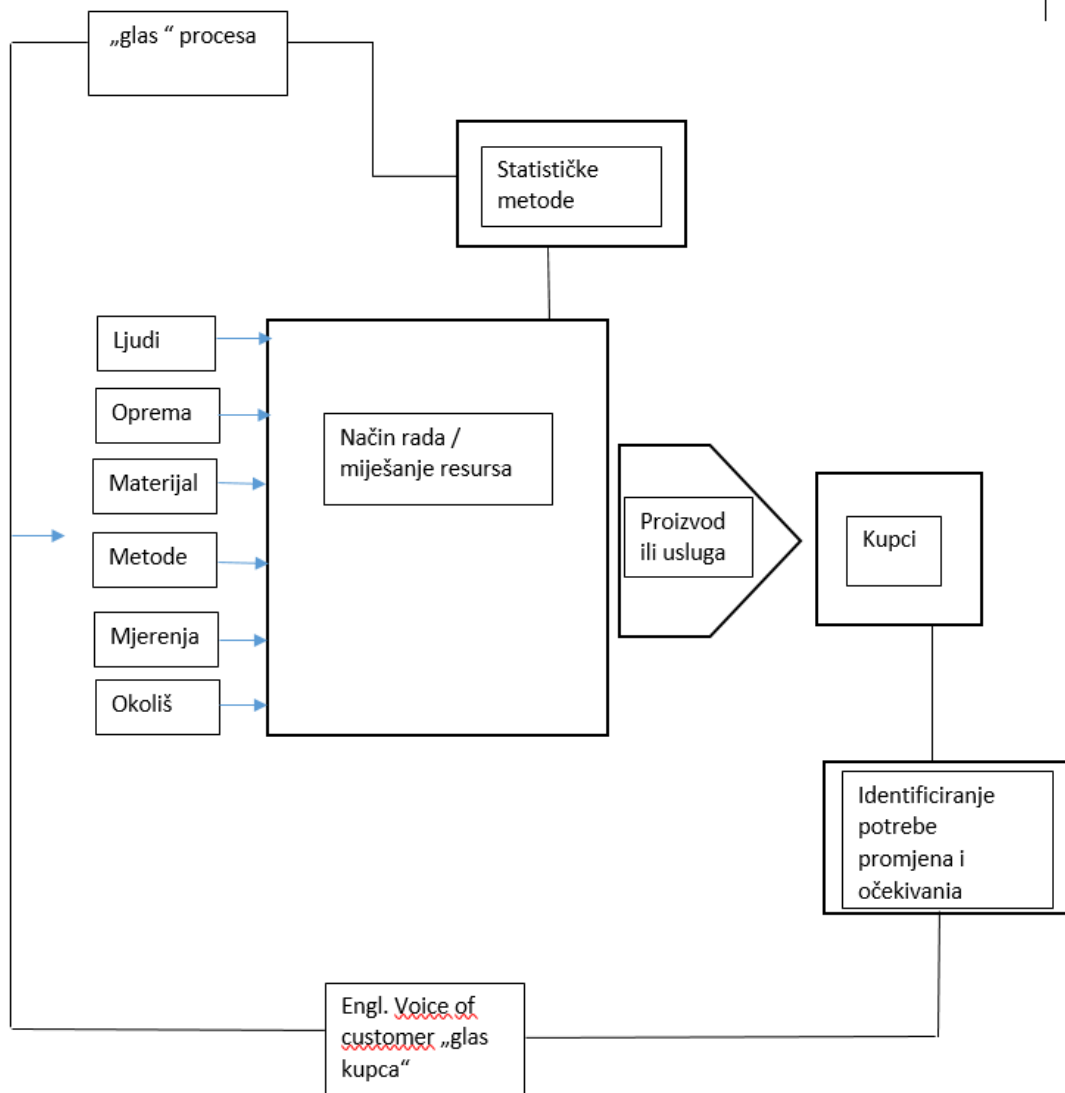 „glas “ procesa
Statističke
metode
Ljudi
Oprema
Materijal
Metode
Mjerenja
Okoliš
Način rada /
miješanje resursa
Proizvod
ili usluga
Kupci
Identificiranje
potrebe
promjena i
očekivania
Engl. Voice of
customer „glas
kupca“